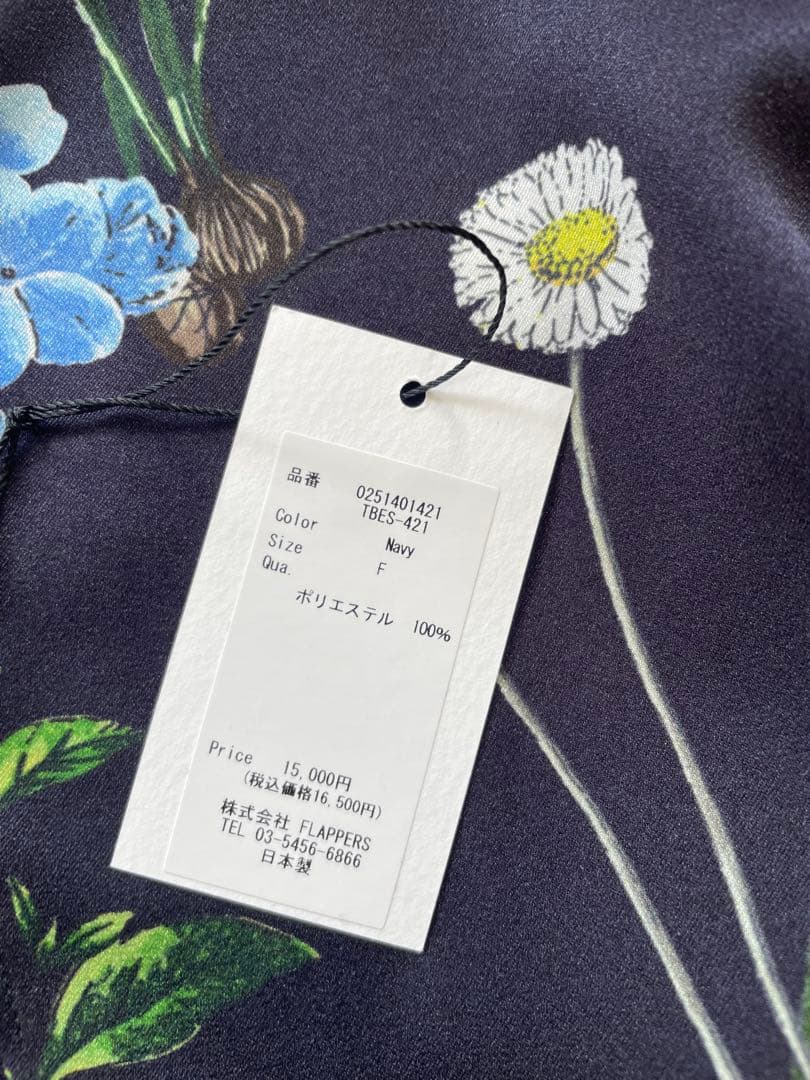 品番 0251401421
TBES-421
Color Navy
Size F
Qua.
ポリエステル 100%
Price 15,000円
(税込価格16,500円)
株式会社 FLAPPERS
TEL 03-5456-6866
日本製